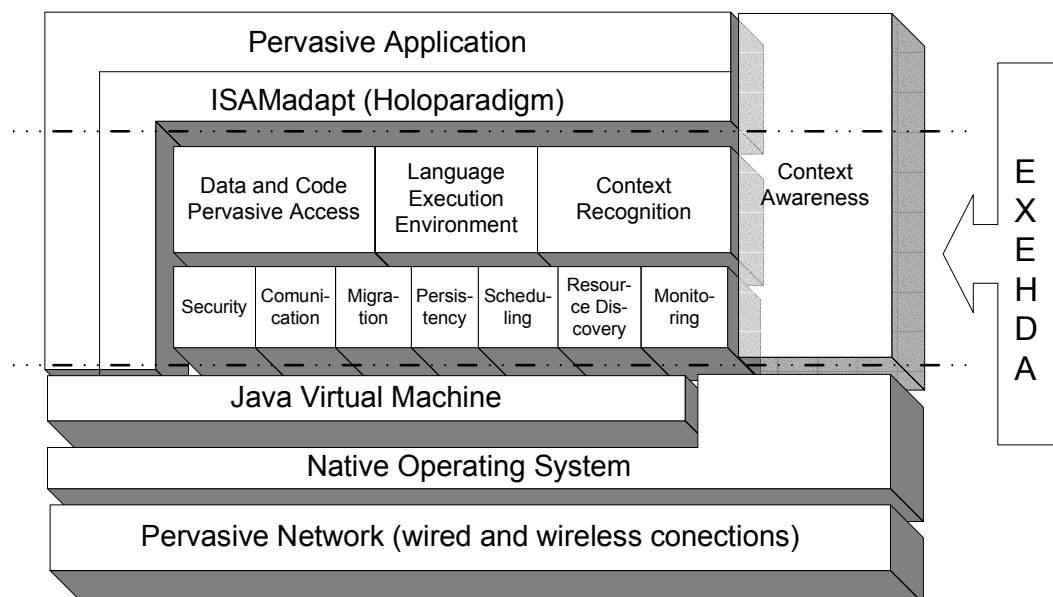 Pervasive Application
ISAMadapt (Holoparadigm)
Data and Code
Pervasive Access
Language
Execution
Environment
Context
Recognition
Context
Awareness
Security
Comuni-
cation
Migra-
tion
Persis-
tency
Schedu-
ling
Resour-
ce Dis-
covery
Monito-
ring
Java Virtual Machine
Native Operating System
Pervasive Network (wired and wireless conections)
E
X
E
H
D
A